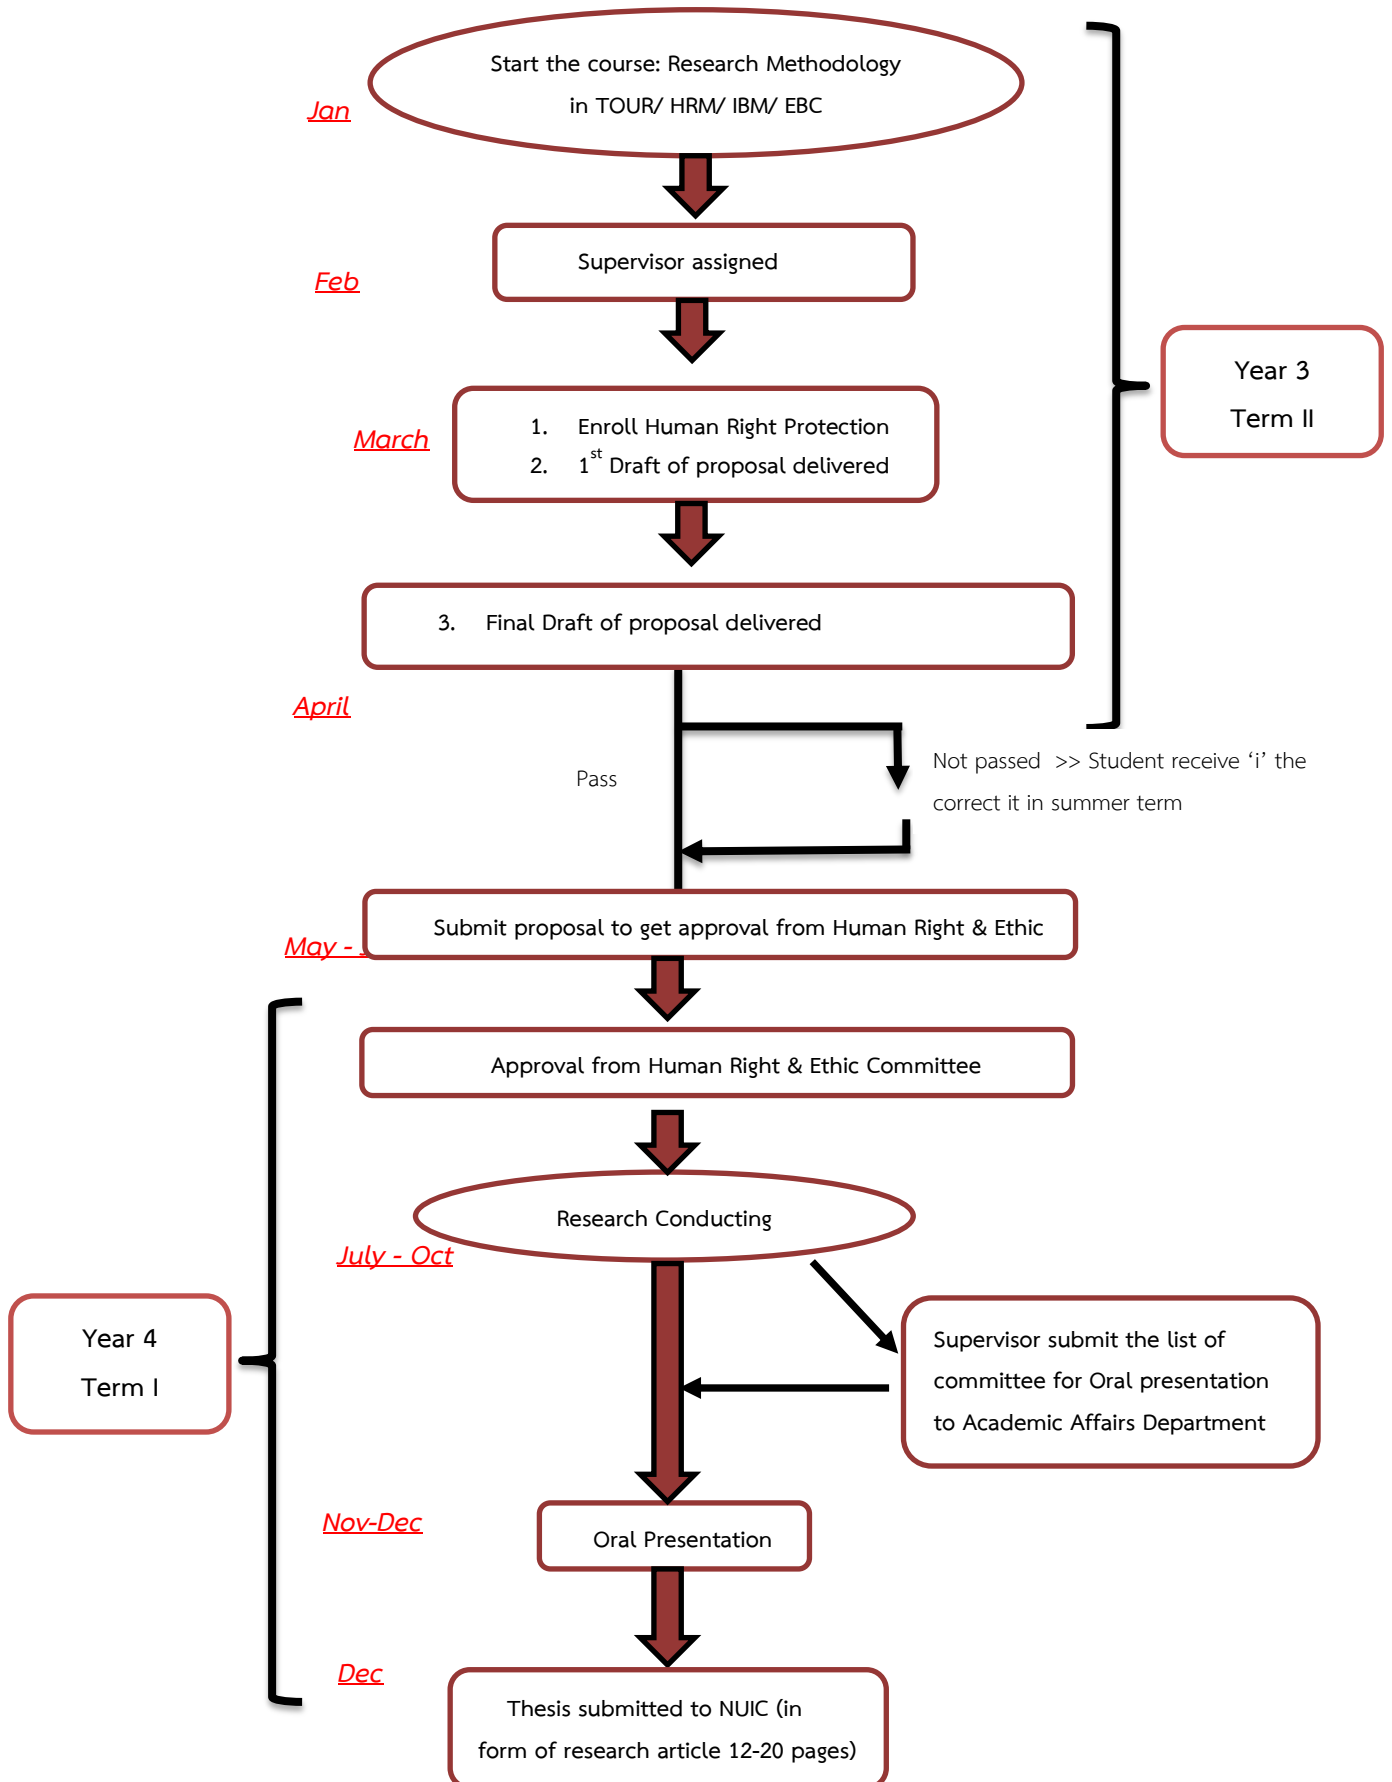 Start the course: Research Methodology
in TOUR/ HRM/ IBM/ EBC
Jan
Supervisor assigned
Feb
Year 3
Term II
1. Enroll Human Right Protection
2. 1st Draft of proposal delivered
March
3. Final Draft of proposal delivered
April
Pass
Not passed >> Student receive ‘i’ the
correct it in summer term
Submit proposal to get approval from Human Right & Ethic
May -
Approval from Human Right & Ethic Committee
Research Conducting
July - Oct
Year 4
Term I
Supervisor submit the list of
committee for Oral presentation
to Academic Affairs Department
Nov-Dec
Oral Presentation
Dec
Thesis submitted to NUIC (in
form of research article 12-20 pages)